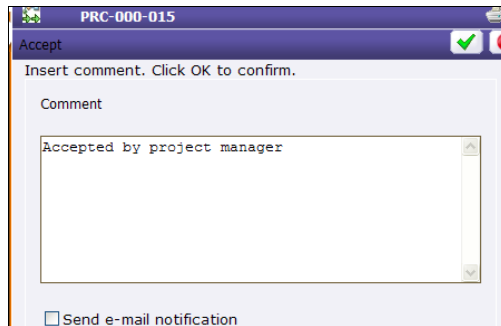 PRC-000-015
Accept
Insert comment. Click OK to confirm.
Comment
Accepted by project manager
Send e-mail notification